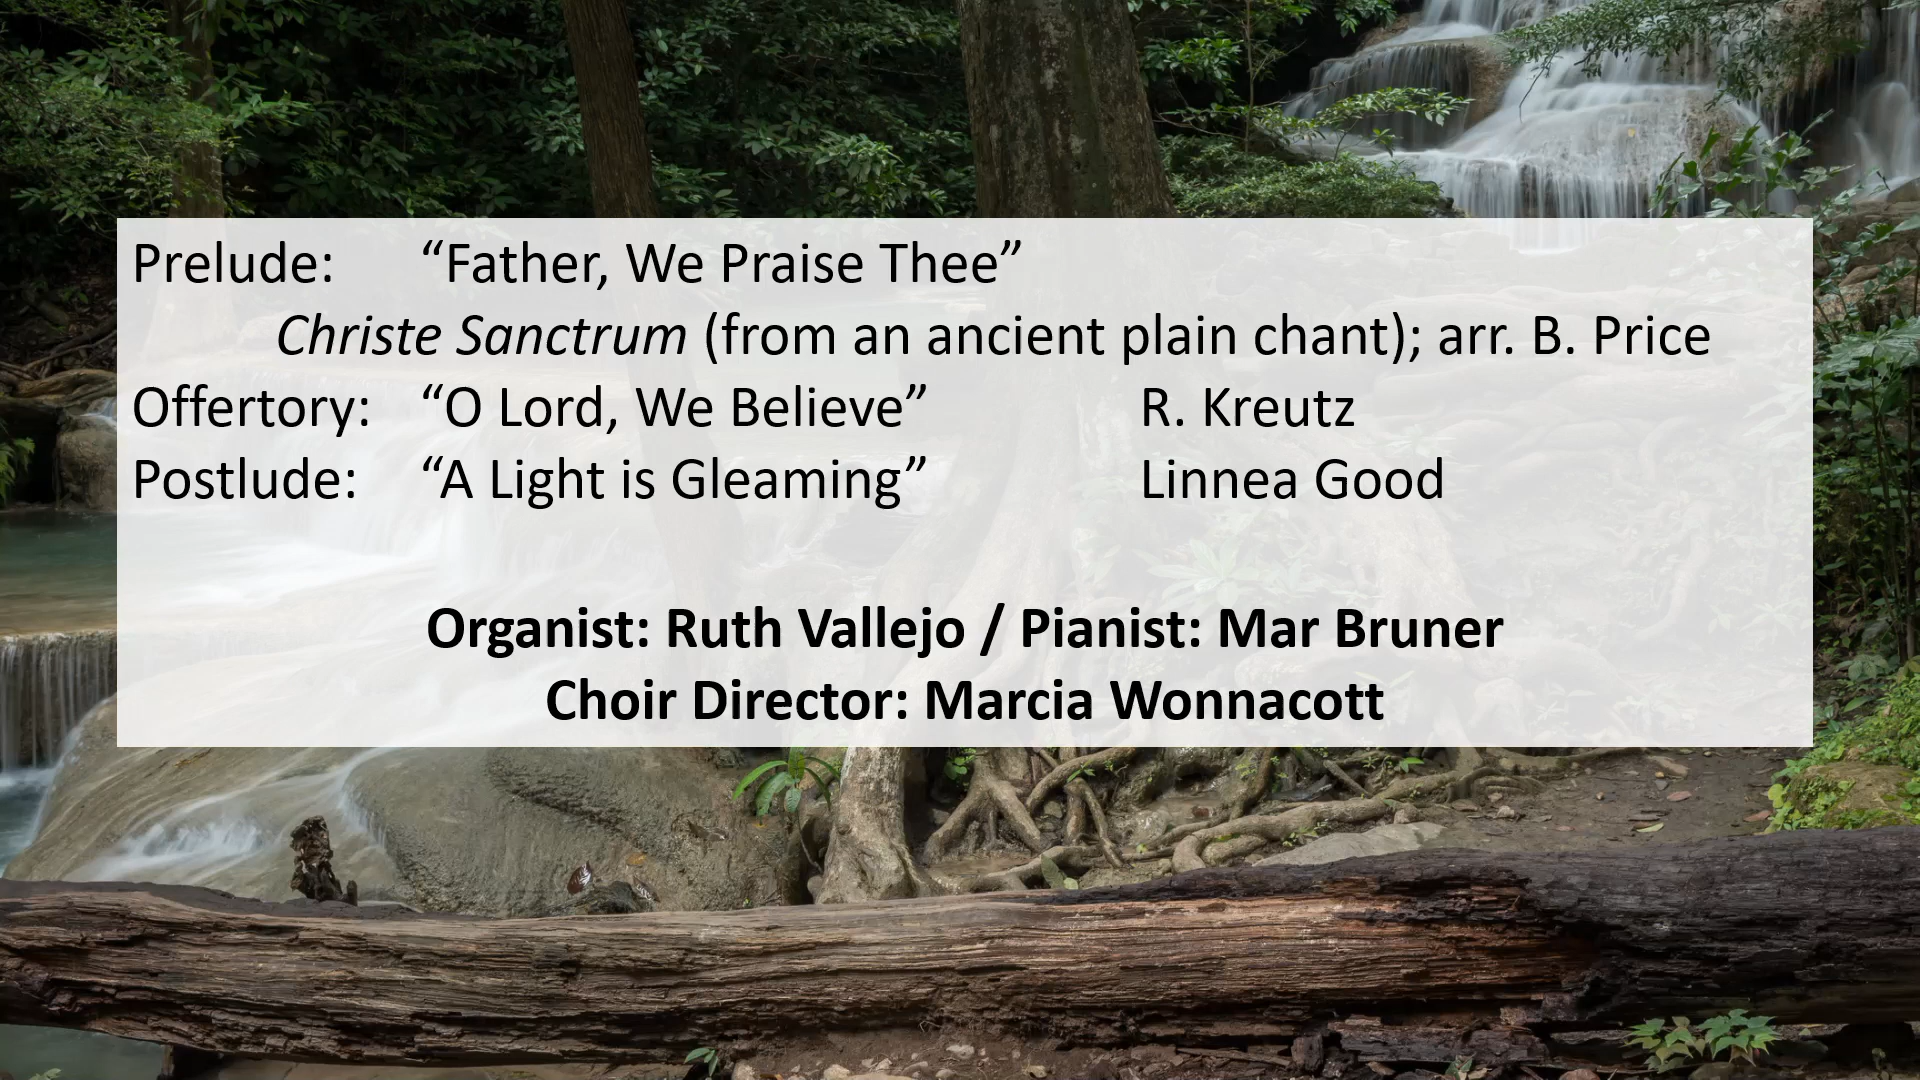 Prelude: “Father, We Praise Thee”
Christe Sanctrum (from an ancient plain chant); arr. B. Price
Offertory: “O Lord, We Believe” R. Kreutz
Postlude: “A Light is Gleaming” Linnea Good
Organist: Ruth Vallejo / Pianist: Mar Bruner
Choir Director: Marcia Wonnacott